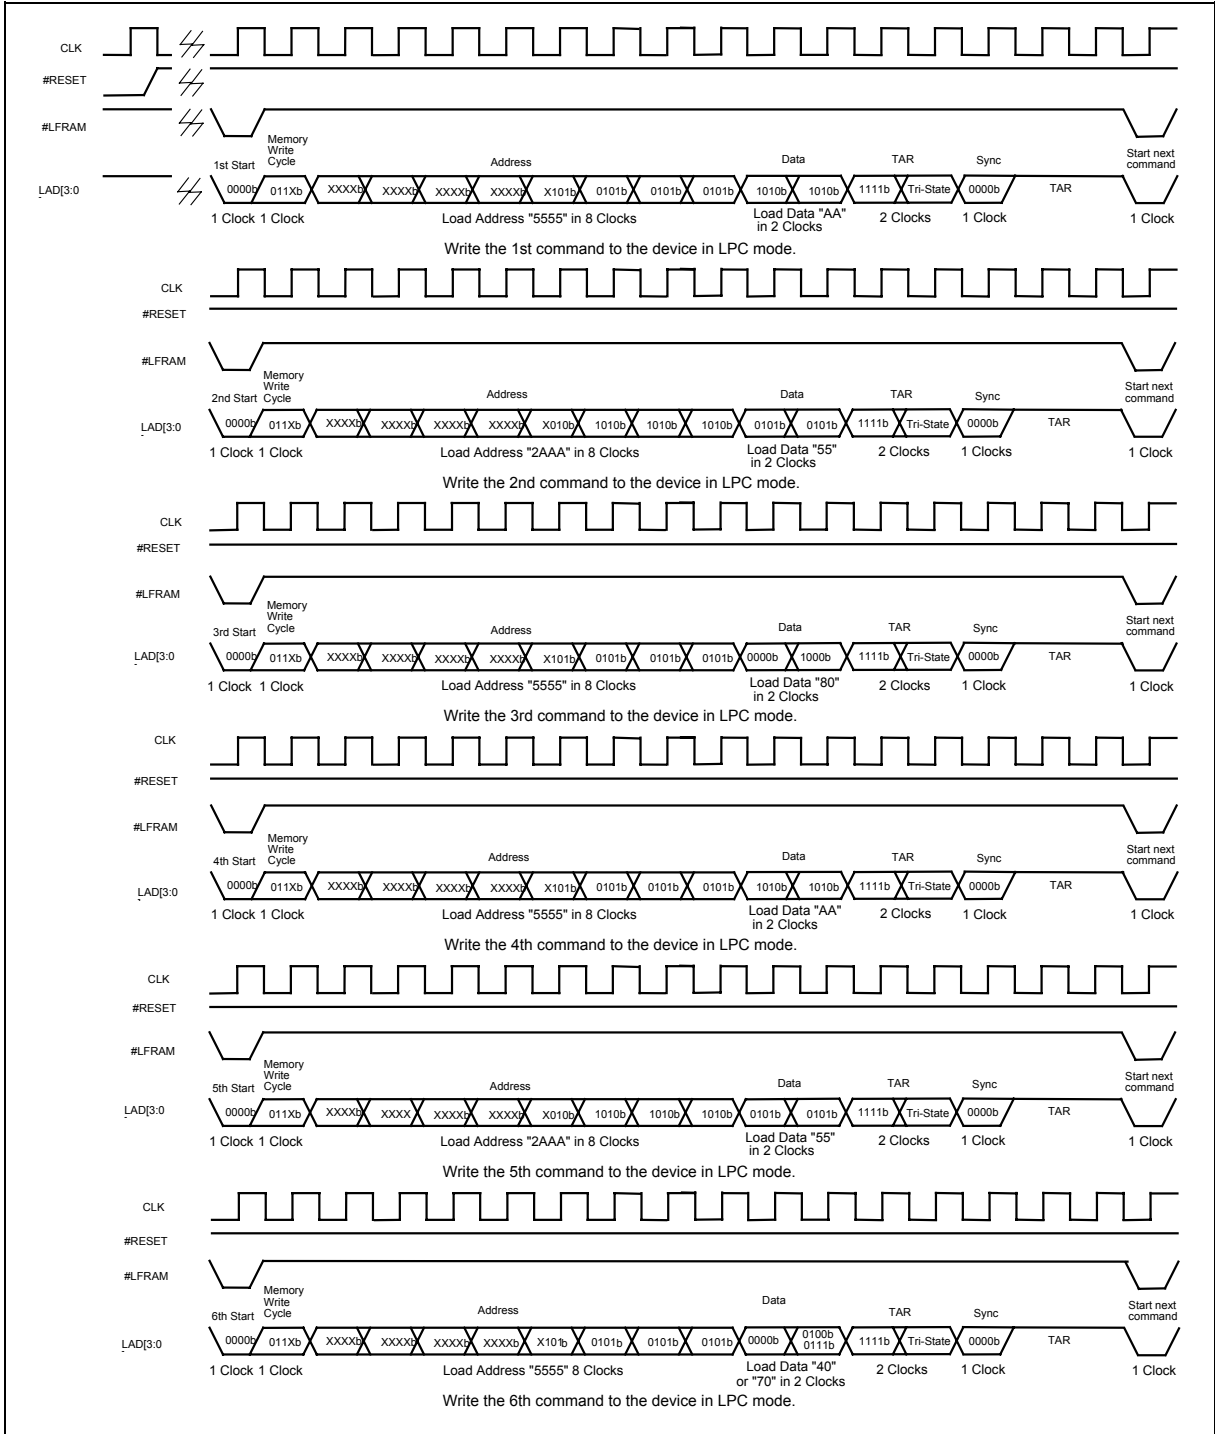 CLK
#RESET
#LFRAM
Memory
Write
Cycle
1st Start
Address
Data
TAR
Sync
Start next
command
LAD[3:0
0000b 011Xb XXXXb XXXXb XXXXb XXXXb X101b 0101b 0101b 0101b 1010b 1010b 1111b Tri-State 0000b TAR
1 Clock 1 Clock
Load Address "5555" in 8 Clocks
Load Data "AA"
in 2 Clocks
2 Clocks
1 Clock
1 Clock
Write the 1st command to the device in LPC mode.
CLK
#RESET
#LFRAM
Memory
Write
Cycle
2nd Start
Address
Data
TAR
Sync
Start next
command
LAD[3:0
0000b 011Xb XXXXb XXXXb XXXXb XXXXb X010b 1010b 1010b 1010b 0101b 0101b 1111b Tri-State 0000b TAR
1 Clock 1 Clock
Load Address "2AAA" in 8 Clocks
Load Data "55"
in 2 Clocks
2 Clocks
1 Clocks
1 Clock
Write the 2nd command to the device in LPC mode.
CLK
#RESET
#LFRAM
Memory
Write
Cycle
3rd Start
Address
Data
TAR
Sync
Start next
command
LAD[3:0
0000b 011Xb XXXXb XXXXb XXXXb XXXXb X101b 0101b 0101b 0101b 0000b 1000b 1111b Tri-State 0000b TAR
1 Clock 1 Clock
Load Address "5555" in 8 Clocks
Load Data "80"
in 2 Clocks
2 Clocks
1 Clock
1 Clock
Write the 3rd command to the device in LPC mode.
CLK
#RESET
#LFRAM
Memory
Write
Cycle
4th Start
Address
Data
TAR
Sync
Start next
command
LAD[3:0
0000b 011Xb XXXXb XXXXb XXXXb XXXXb X101b 0101b 0101b 0101b 1010b 1010b 1111b Tri-State 0000b TAR
1 Clock 1 Clock
Load Address "5555" in 8 Clocks
Load Data "AA"
in 2 Clocks
2 Clocks
1 Clock
1 Clock
Write the 4th command to the device in LPC mode.
CLK
#RESET
#LFRAM
Memory
Write
Cycle
5th Start
Address
Data
TAR
Sync
Start next
command
LAD[3:0
0000b 011Xb XXXXb XXXX XXXXb XXXXb X010b 1010b 1010b 1010b 0101b 0101b 1111b Tri-State 0000b TAR
1 Clock 1 Clock
Load Address "2AAA" in 8 Clocks
Load Data "55"
in 2 Clocks
2 Clocks
1 Clock
1 Clock
Write the 5th command to the device in LPC mode.
CLK
#RESET
#LFRAM
Memory
Write
Cycle
6th Start
Address
Data
TAR
Sync
Start next
command
LAD[3:0
0000b 011Xb XXXXb XXXXb XXXXb XXXXb X101b 0101b 0101b 0101b 0000b 0100b 1111b Tri-State 0000b TAR
0111b
1 Clock 1 Clock
Load Address "5555" 8 Clocks
Load Data "40"
or "70" in 2 Clocks
2 Clocks
1 Clock
1 Clock
Write the 6th command to the device in LPC mode.